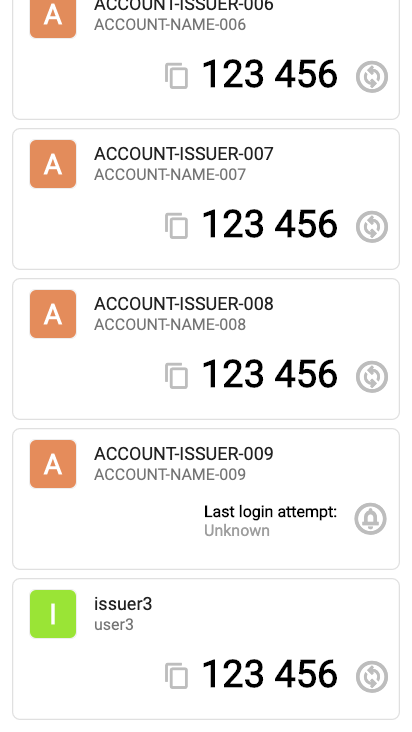 A
ACCOUNT-ISSUER-006
ACCOUNT-NAME-006
123 456
A
ACCOUNT-ISSUER-007
ACCOUNT-NAME-007
123 456
A
ACCOUNT-ISSUER-008
ACCOUNT-NAME-008
123 456
A
ACCOUNT-ISSUER-009
ACCOUNT-NAME-009
Last login attempt:
Unknown
I
issuer3
user3
123 456